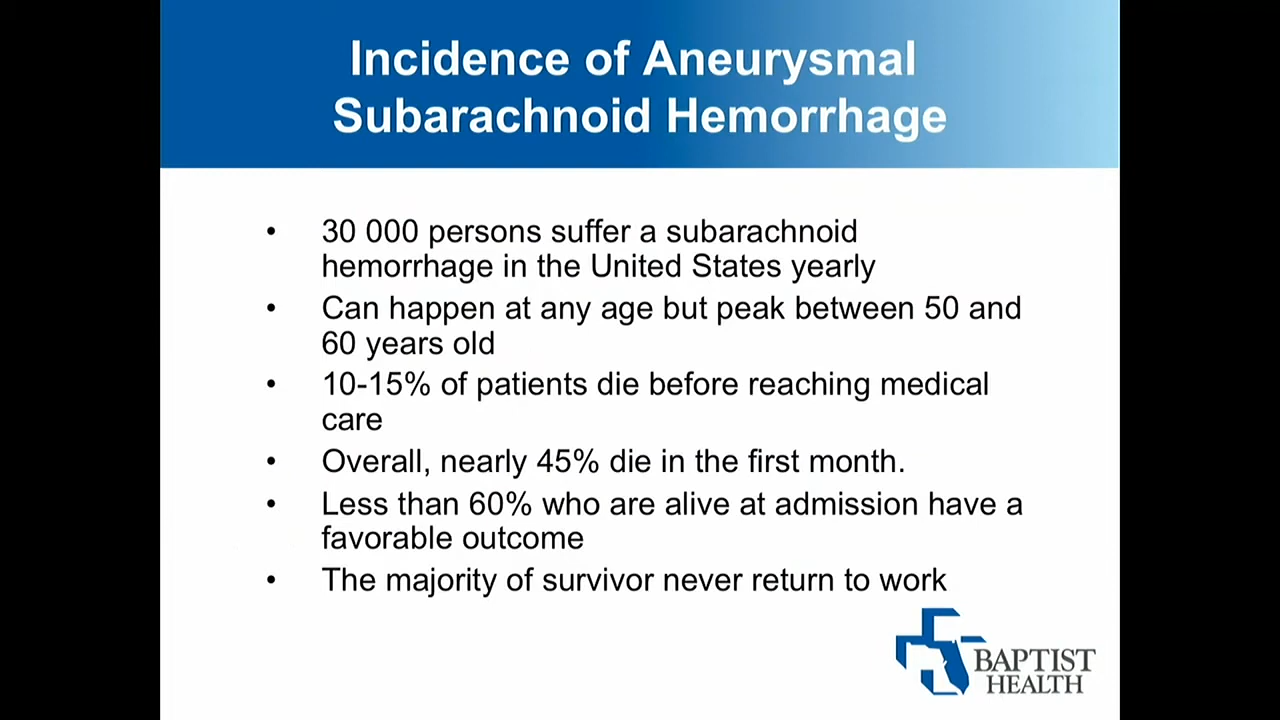 Incidence of Aneurysmal
Subarachnoid Hemorrhage
• 30 000 persons suffer a subarachnoid
hemorrhage in the United States yearly
• Can happen at any age but peak between 50 and
60 years old
• 10-15% of patients die before reaching medical
care
• Overall, nearly 45% die in the first month.
• Less than 60% who are alive at admission have a
favorable outcome
• The majority of survivor never return to work
BAPTIST
HEALTH